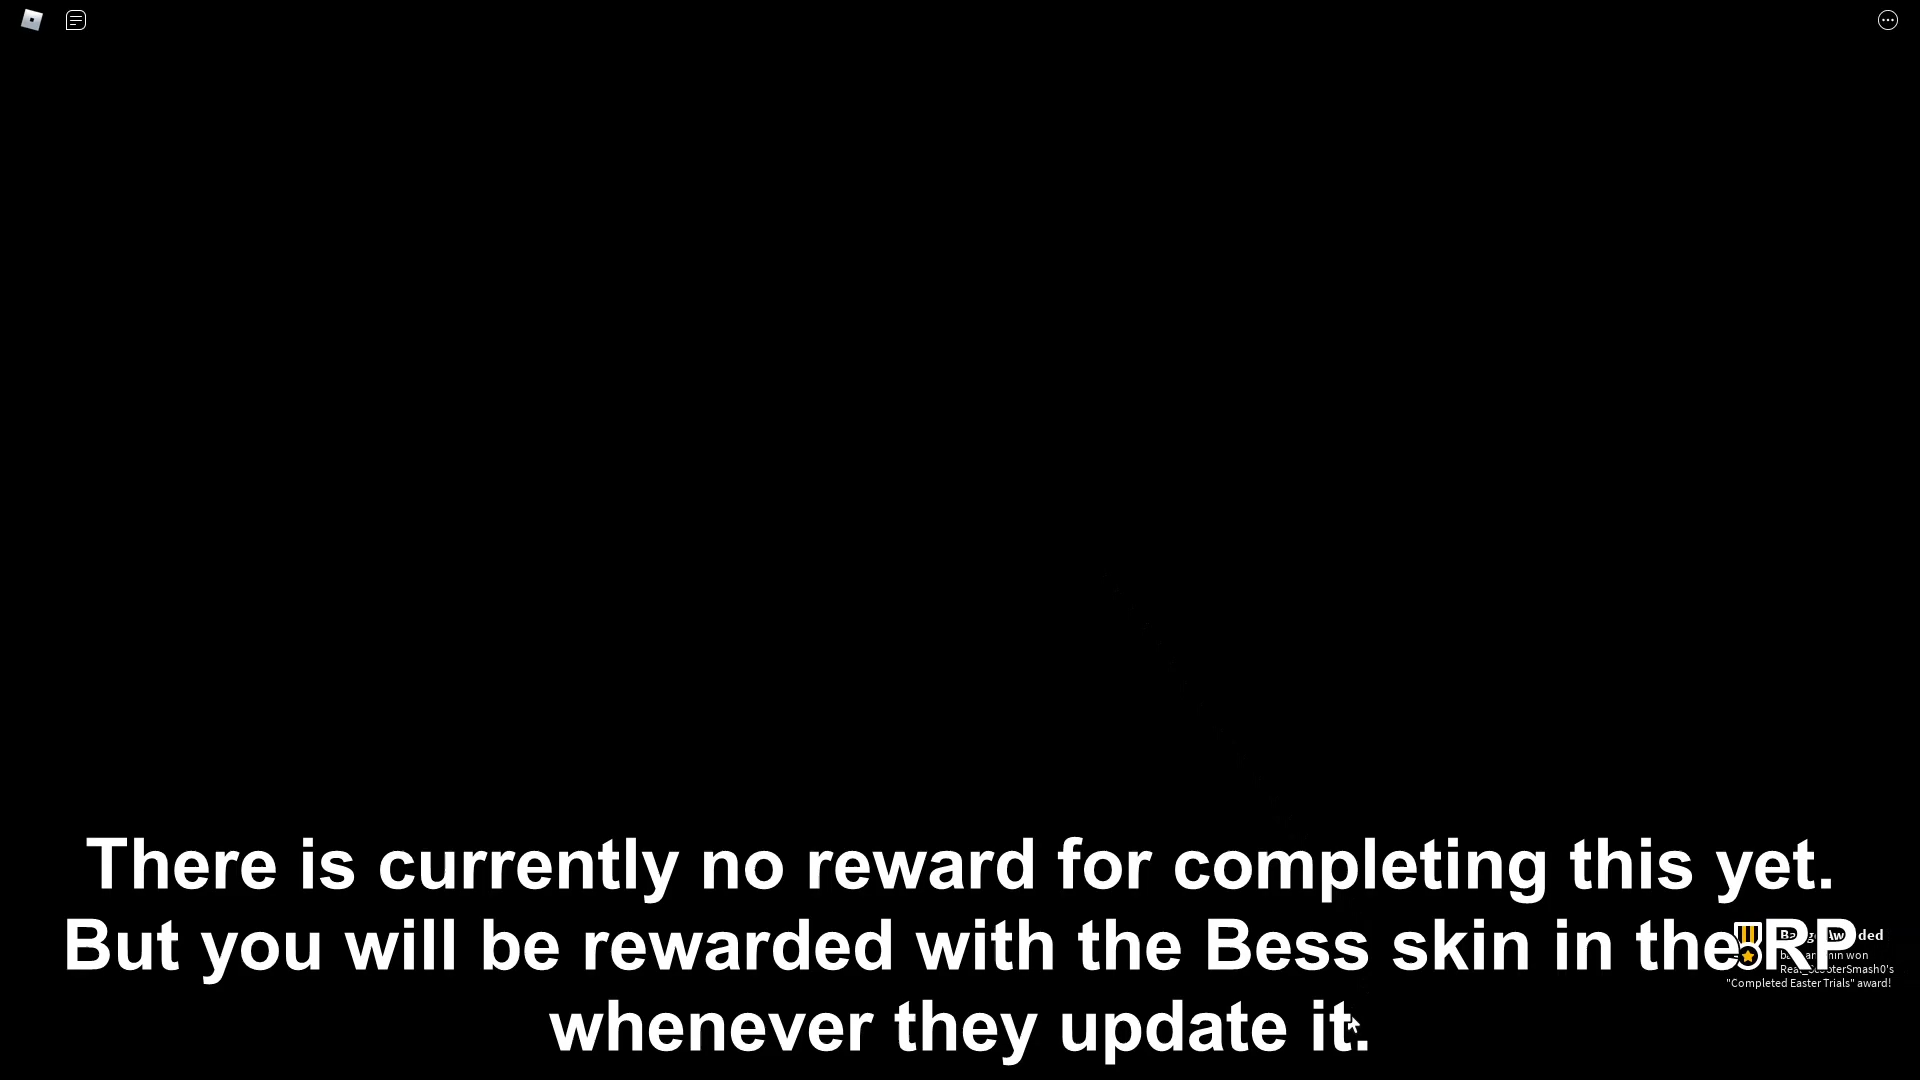 There is currently no reward for completing this yet.
But you will be rewarded with the Bess skin in the RP
whenever they update it.
won
"Completed Easter Trials" award!